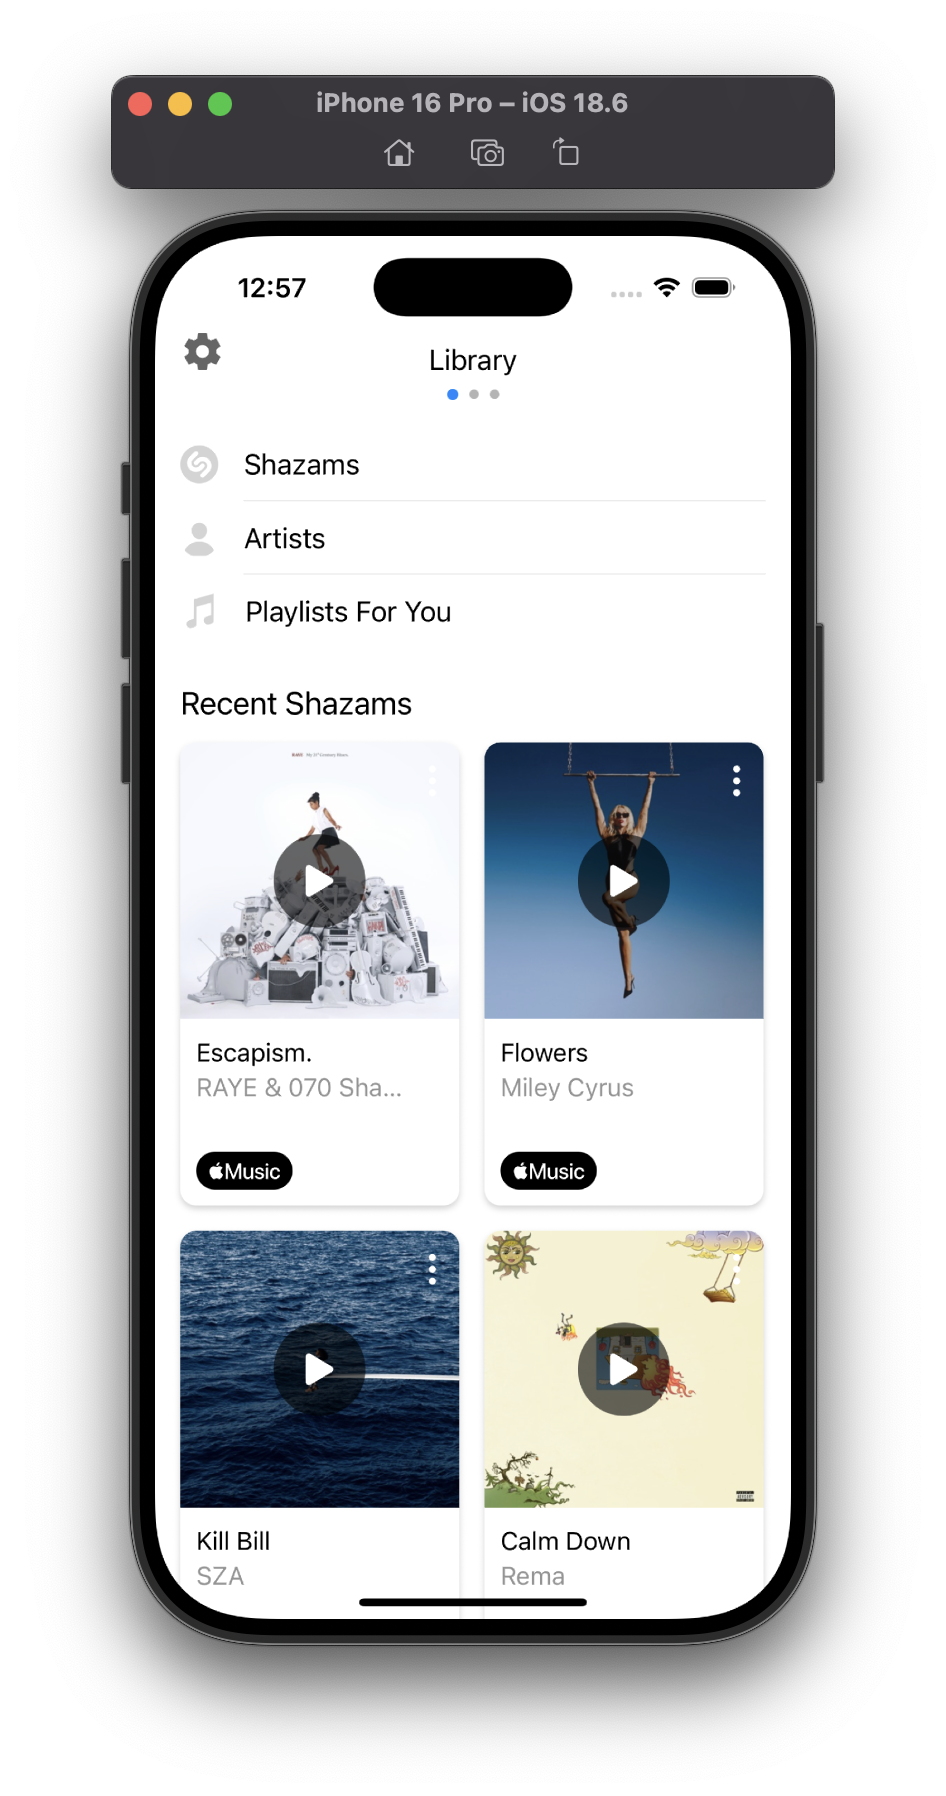 iPhone 16 Pro – iOS 18.6
12:57
Library
Shazams
Artists
Playlists For You
Recent Shazams
Escapism.
RAYE & 070 Sha...
Music
Flowers
Miley Cyrus
Music
Kill Bill
SZA
Calm Down
Rema